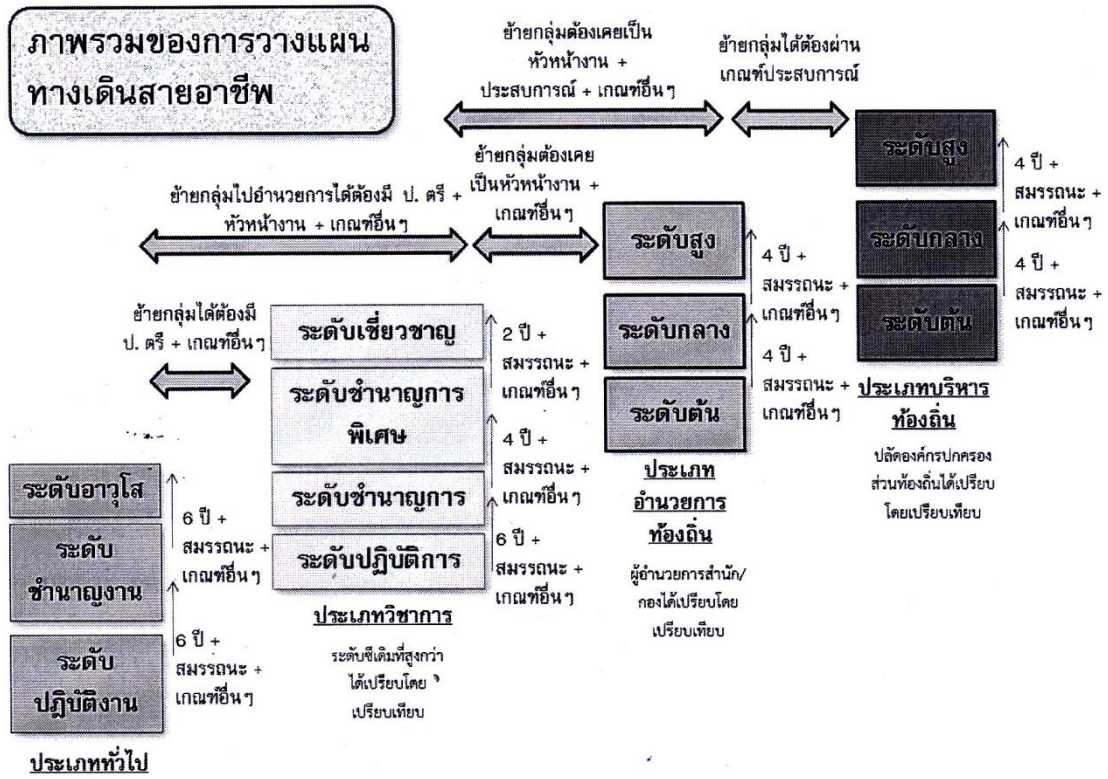 ภาพรวมของการวางแผน
ทางเดินสายอาชีพ
ย้ายกลุ่มต้องเคยเป็น
หัวหน้างาน +
ประสบการณ์ + เกณฑ์อื่นๆ
ย้ายกลุ่มได้ต้องผ่าน
เกณฑ์ประสบการณ์
ย้ายกลุ่มไปอำนวยการได้ต้องมี ป. ตรี +
หัวหน้างาน + เกณฑ์อื่นๆ
ย้ายกลุ่มต้องเคย
เป็นหัวหน้างาน +
เกณฑ์อื่นๆ
ย้ายกลุ่มได้ต้องมี
ป. ตรี + เกณฑ์อื่นๆ
ระดับอาวุโส
6 ปี +
สมรรถนะ +
เกณฑ์อื่นๆ
ระดับ
ชำนาญงาน
6 ปี +
สมรรถนะ +
เกณฑ์อื่นๆ
ระดับ
ปฎิบัติงาน
ประเภททั่วไป
ระดับเชี่ยวชาญ
2 ปี +
สมรรถนะ +
เกณฑ์อื่นๆ
ระดับชำนาญการ
พิเศษ
4 ปี +
สมรรถนะ +
เกณฑ์อื่นๆ
ระดับชำนาญการ
6 ปี +
สมรรถนะ +
เกณฑ์อื่นๆ
ระดับปฏิบัติการ
ประเภทวิชาการ
ระดับซีเดิมที่สูงกว่า
ได้เปรียบโดย
เปรียบเทียบ
ระดับสูง
4 ปี +
สมรรถนะ +
เกณฑ์อื่นๆ
ระดับกลาง
4 ปี +
สมรรถนะ +
เกณฑ์อื่นๆ
ระดับต้น
ประเภท
อำนวยการ
ท้องถิ่น
ผู้อำนวยการสำนัก/
กองได้เปรียบโดย
เปรียบเทียบ
ระดับสูง
4 ปี +
สมรรถนะ +
เกณฑ์อื่นๆ
ระดับกลาง
4 ปี +
สมรรถนะ +
เกณฑ์อื่นๆ
ระดับต้น
ประเภทบริหาร
ท้องถิ่น
ปลัดองค์กรปกครอง
ส่วนท้องถิ่นได้เปรียบ
โดยเปรียบเทียบ